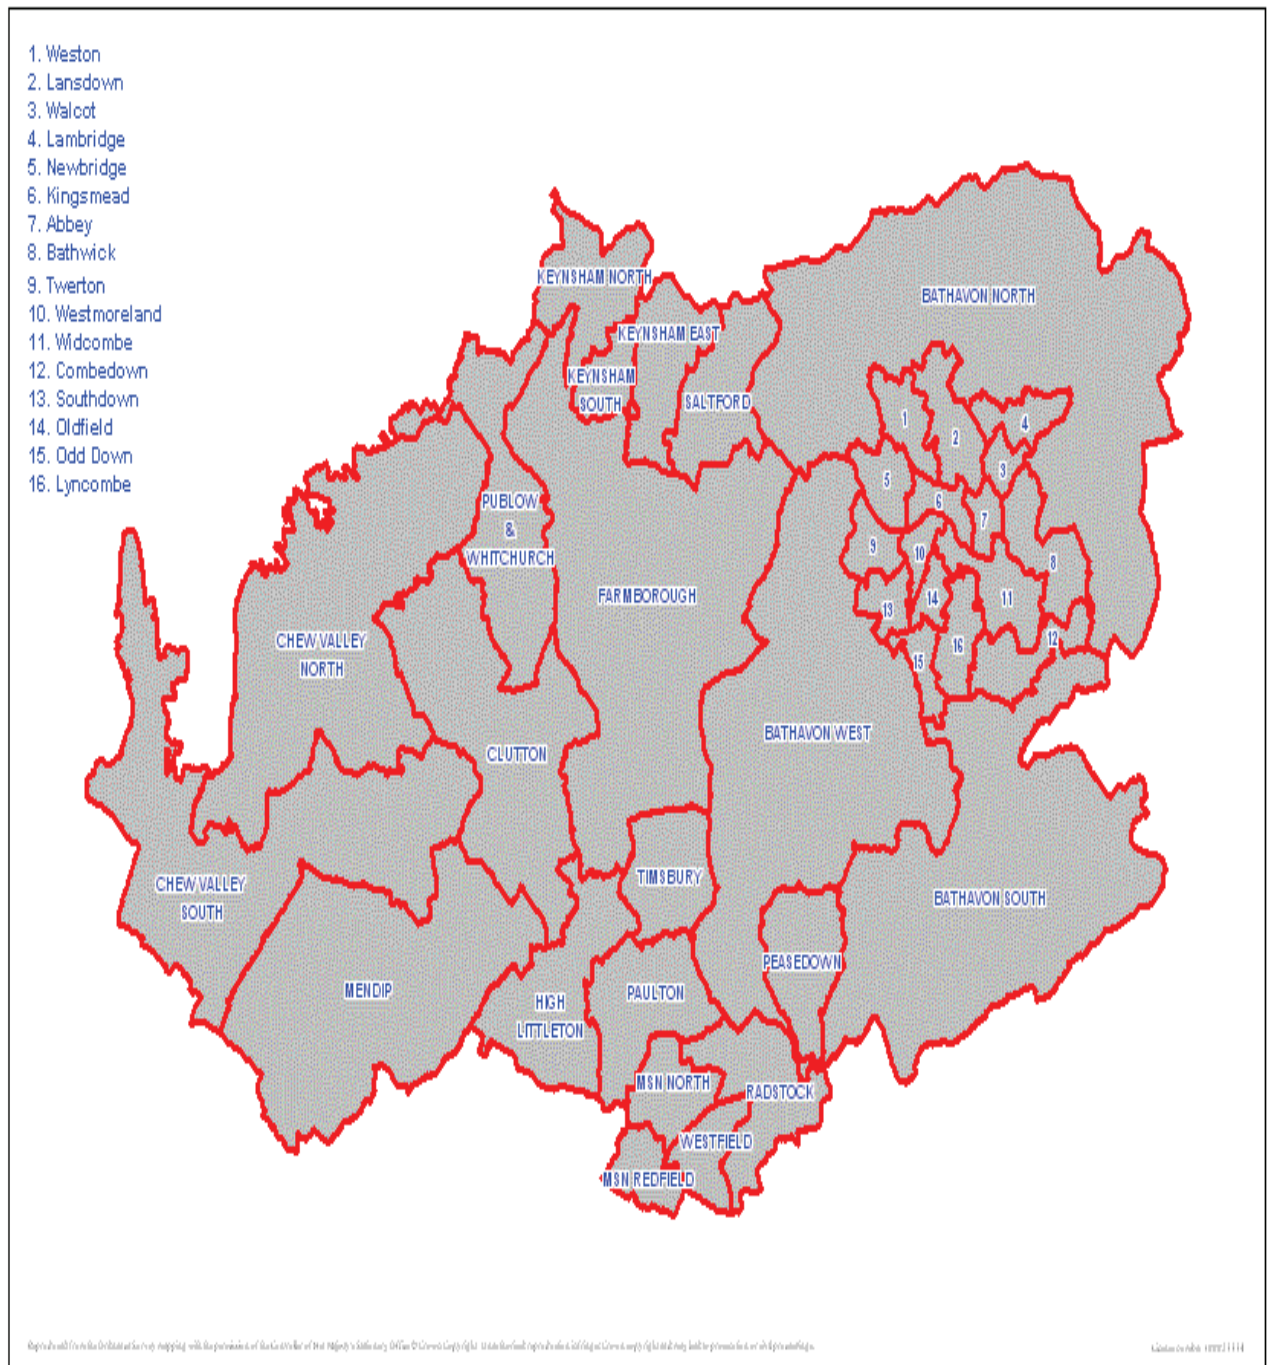 1. Weston
2. Lansdown
3. Walcot
4. Lambridge
5. Newbridge
6. Kingsmead
7. Abbey
8. Bathwick
9. Twerton
10. Westmoreland
11. Widcombe
12. Combedown
13. Southdown
14. Oldfield
15. Odd Down
16. Lyncombe
KEYNSHAM NORTH
BATHAVON NORTH
KEYNSHAM EAST
KEYNSHAM
SOUTH
SALTFORD
1
2
4
3
5
6
7
PUBLOW
&
WHITCHURCH
9
10
8
FARMBOROUGH
13
14
11
12
16
15
CHEW VALLEY
NORTH
CLUTTON
BATHAVON WEST
TIMSBURY
CHEW VALLEY
SOUTH
BATHAVON SOUTH
PEASEDOWN
MENDIP
PAULTON
HIGH
LITTLETON
MSN NORTH
RADSTOCK
WESTFIELD
MSN REDFIELD